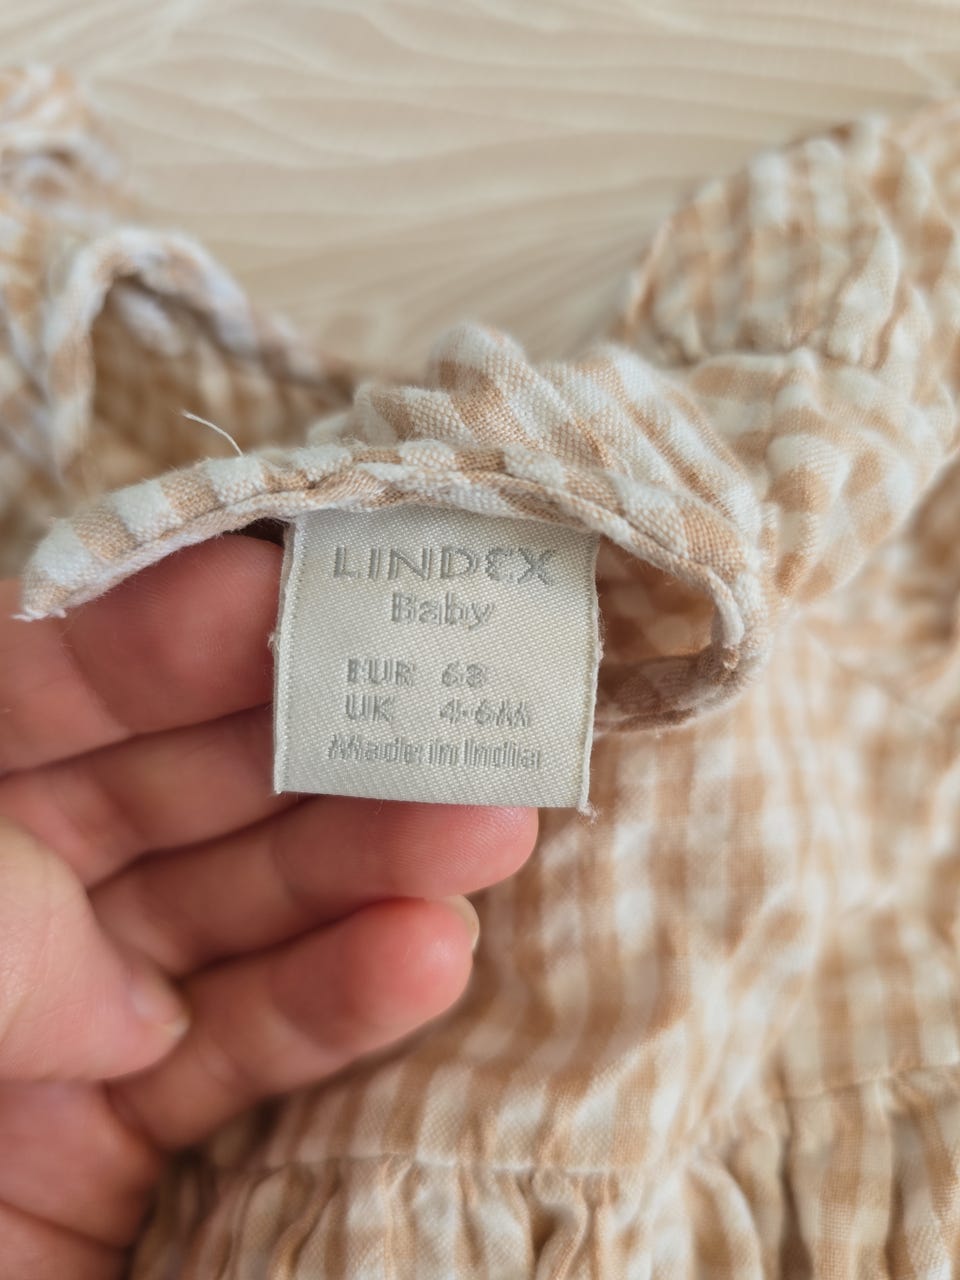 LINDEX
Baby
EUR 68
UK 4-6M
Made in India